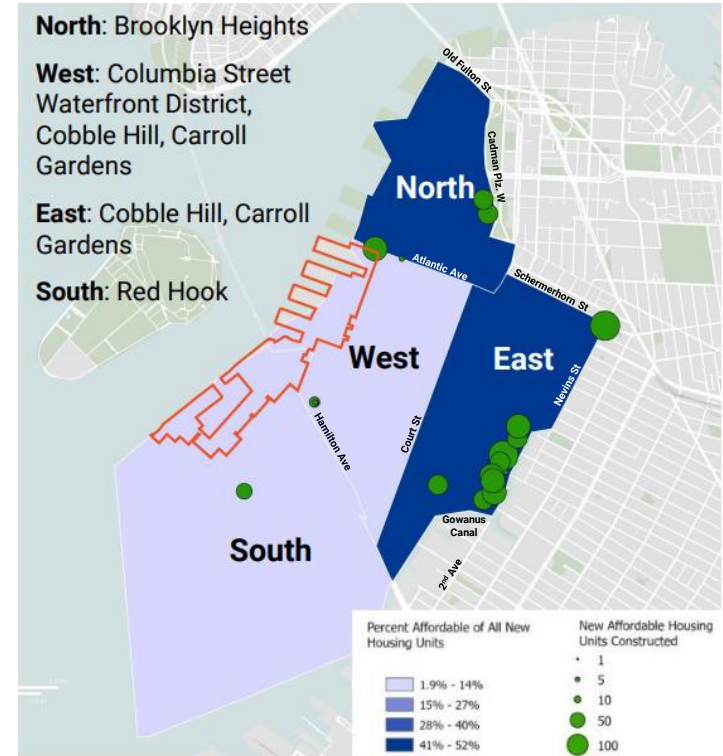 North: Brooklyn Heights
West: Columbia Street
Waterfront District,
Cobble Hill, Carroll
Gardens
East: Cobble Hill, Carroll
Gardens
South: Red Hook
Old Fulton St
Cadman Plz. W
North
Atlantic Ave
Schermerhorn St
West
East
Nevins St
Court St
Hamilton Ave
Gowanus
Canal
South
2nd Ave
Percent Affordable of All New
Housing Units
1.9% - 14%
15% - 27%
28% - 40%
41% - 52%
New Affordable Housing
Units Constructed
1
5
10
50
100